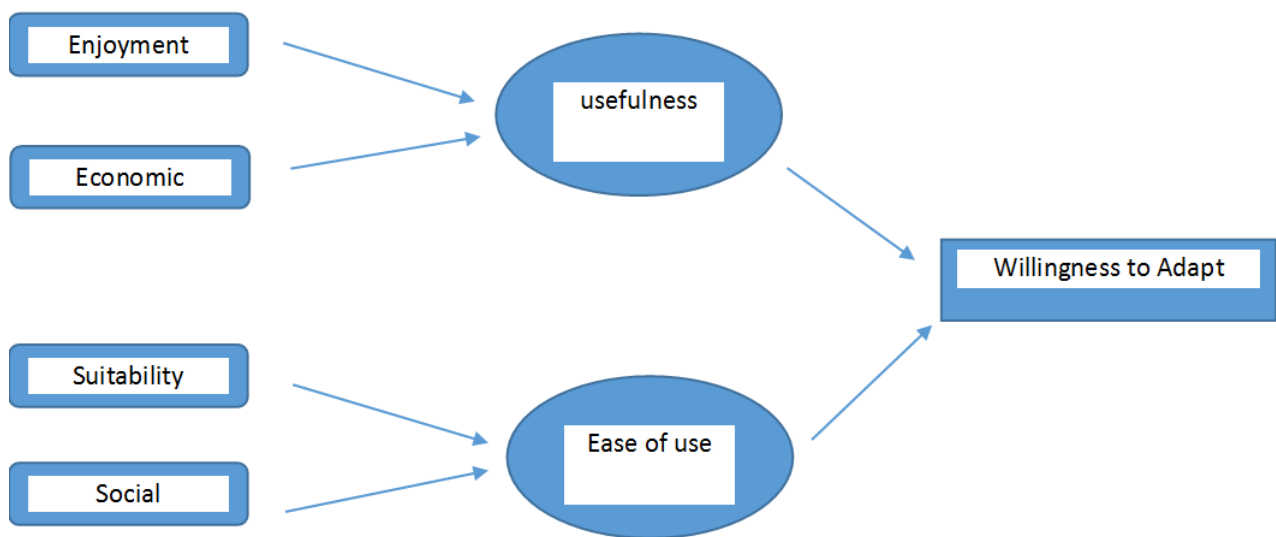 Enjoyment
usefulness
Economic
Willingness to Adapt
Suitability
Ease of use
Social